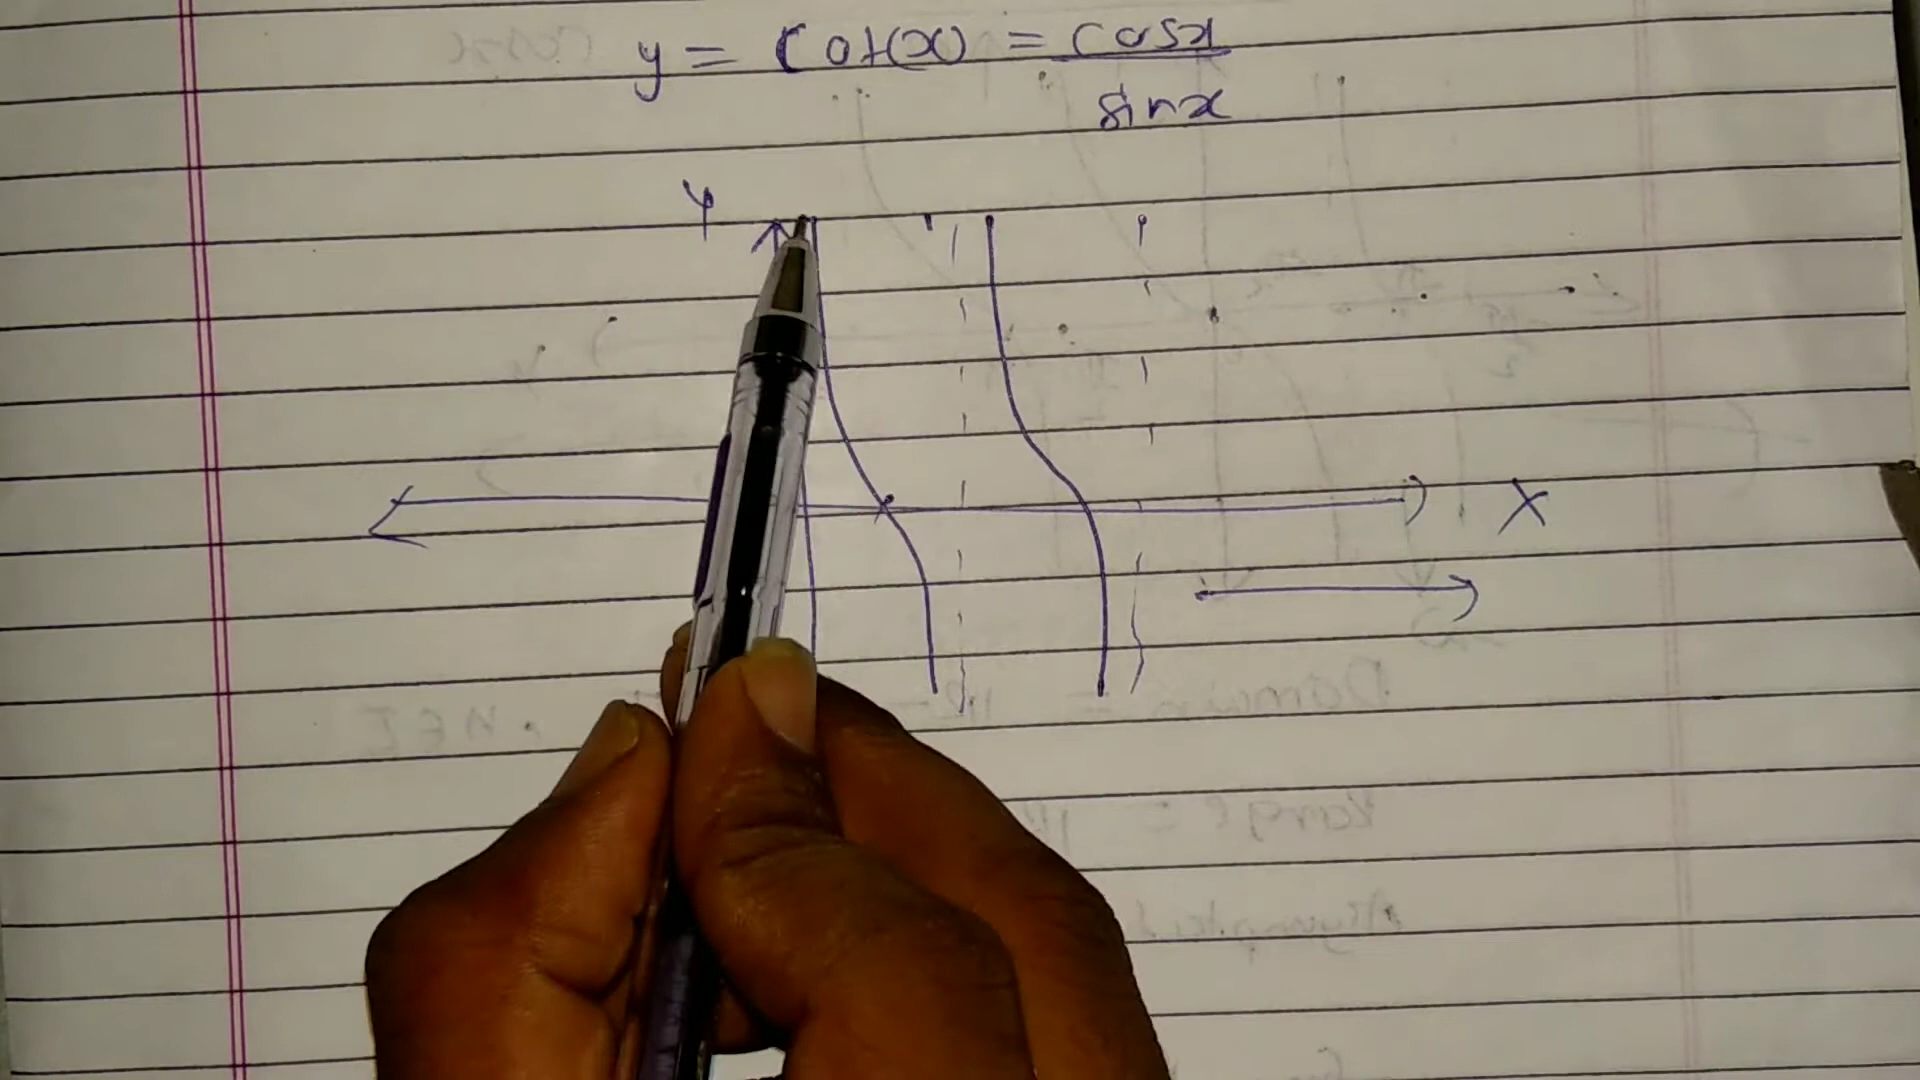 y = Cot(x) = cosx
sinx
Y
X